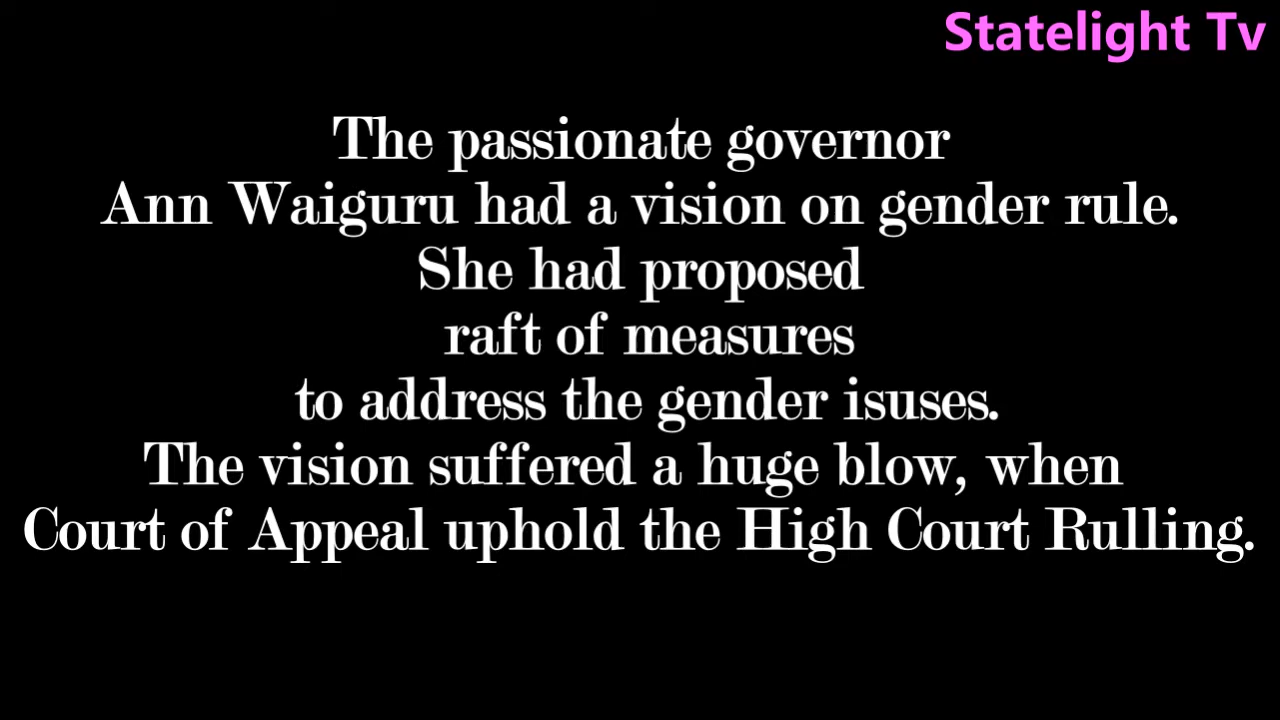 Statelight Tv
The passionate governor
Ann Waiguru had a vision on gender rule.
She had proposed
raft of measures
to address the gender isuses.
The vision suffered a huge blow, when
Court of Appeal uphold the High Court Rulling.